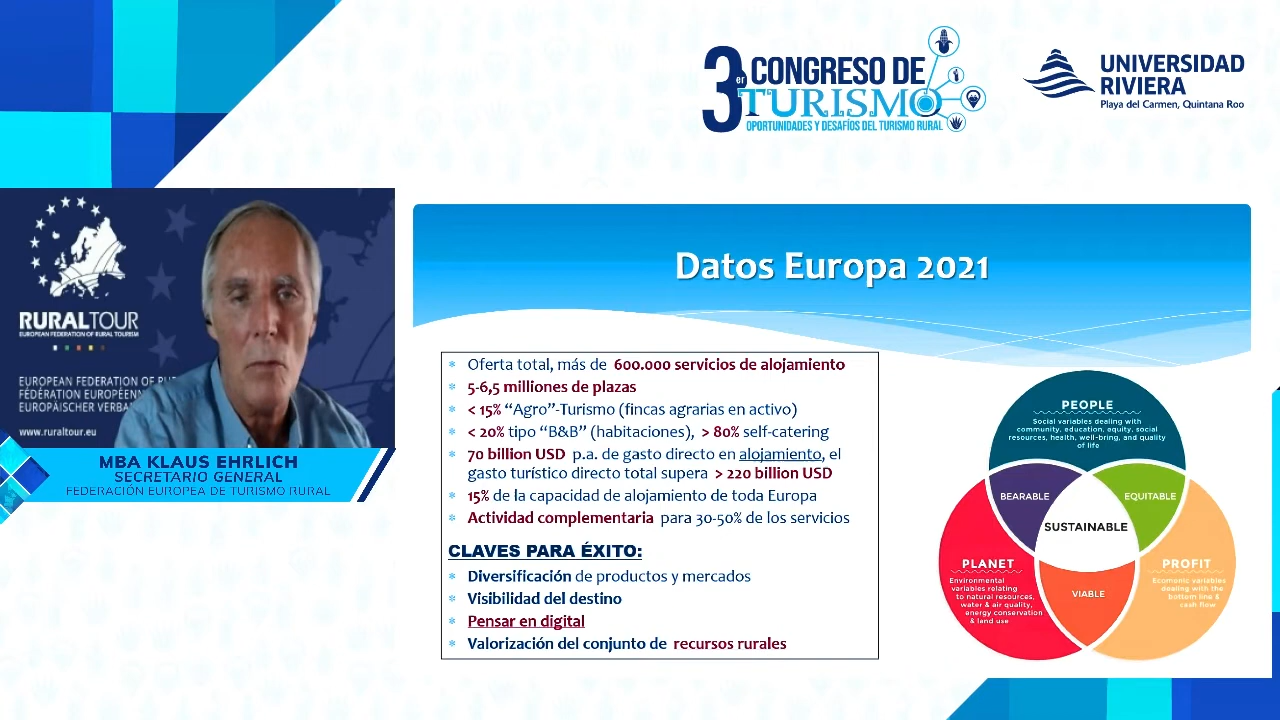 3er CONGRESO DE
TURISMO
OPORTUNIDADES Y DESAFÍOS DEL TURISMO RURAL
UNIVERSIDAD
RIVIERA
Playa del Carmen, Quintana Roo
RURALTOUR
EUROPEAN FEDERATION OF RURAL TOURISM
EUROPEAN FEDERATION OF
FÉDÉRATION
EUROPÄISCHER
www.raltour.eu
MBA KLAUS EHRLICH
SECRETARIO GENERAL
FEDERACIÓN EUROPEA DE TURISMO RURAL
Datos Europa 2021
Oferta total, más de 600.000 servicios de alojamiento
5-6,5 milliones de plazas
< 15% “Agro”-Turismo (fincas agrarias en activo)
< 20% tipo “B&B” (habitaciones), > 80% self-catering
70 billion USD p.a. de gasto directo en alojamiento, el
gasto turístico directo total supera > 220 billion USD
15% de la capacidad de alojamiento de toda Europa
Actividad complementaria para 30-50% de los servicios
CLAVES PARA ÉXITO:
Diversificación de productos y mercados
Visibilidad del destino
Pensar en digital
Valorización del conjunto de recursos rurales
PEOPLE
Social variables dealing with
community, education, equity, social
resources, health, well-bring, and quality
of life
BEARABLE
EQUITABLE
SUSTAINABLE
PLANET
Environmental
variables relating
to natural resources,
water & air quality,
energy conservation
& land use
PROFIT
Economic variables
dealing with the
bottom line &
cash flow
VIABLE